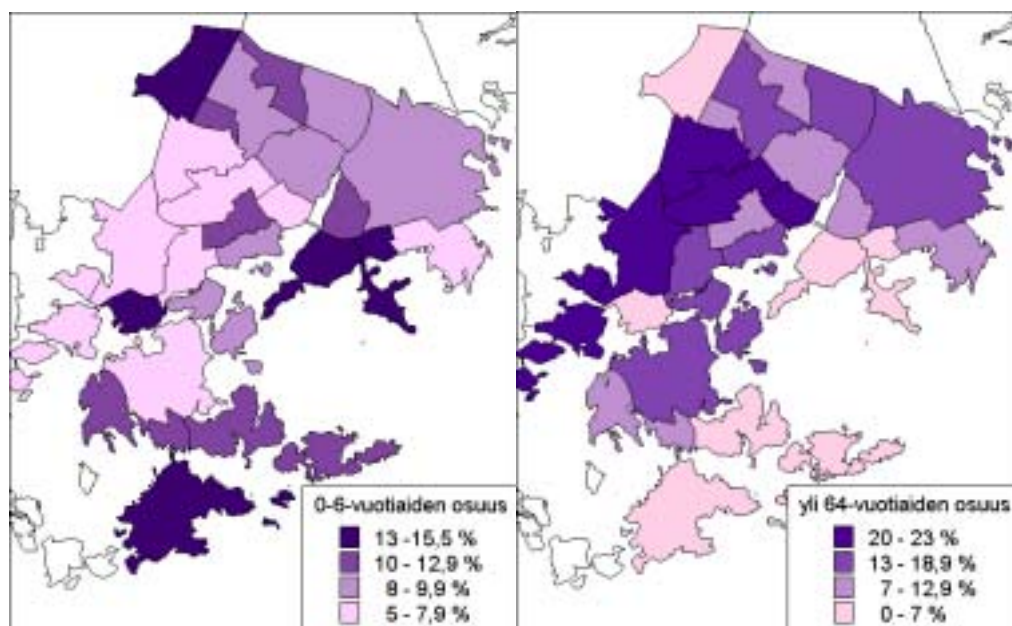 0-6-vuotiaiden osuus
13 -15,5 %
10 - 12,9 %
8 - 9,9 %
5 - 7,9 %
yli 64-vuotiaiden osuus
20 - 23 %
13 - 18,9 %
7 - 12,9 %
0 - 7 %